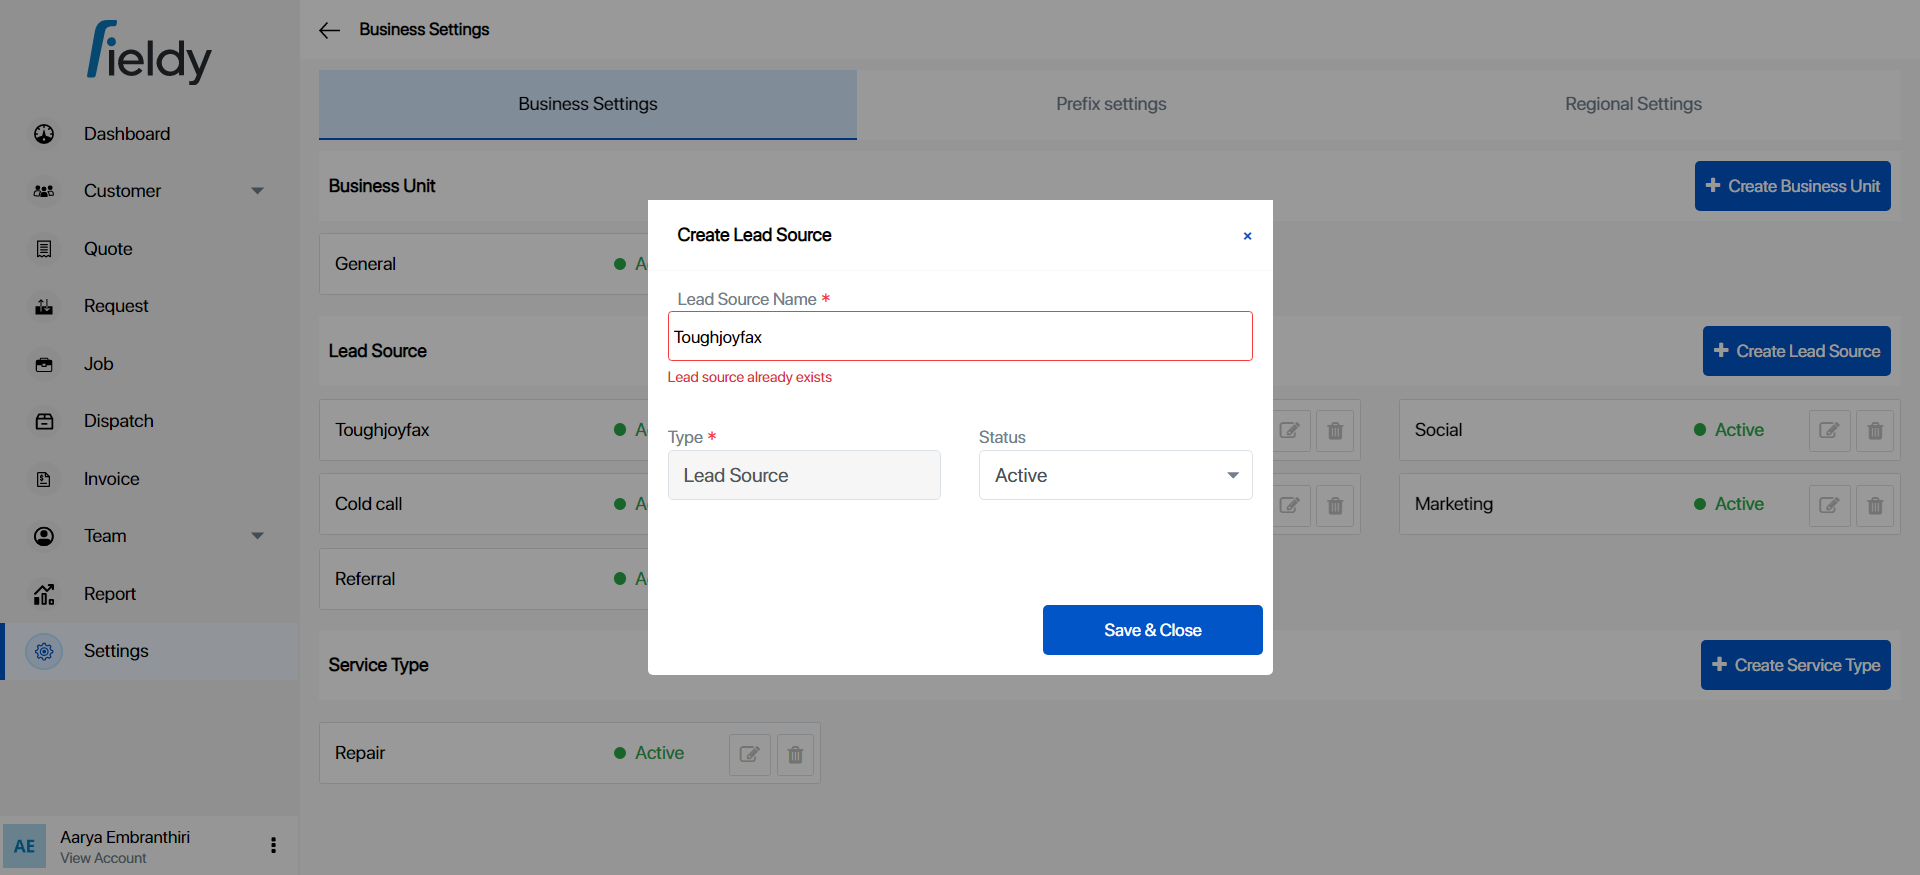 fieldy
Dashboard
Customer
Quote
Request
Job
Dispatch
Invoice
Team
Report
Settings
AE
Aarya Embranthiri
View Account
Business Settings
Business Settings
Prefix settings
Regional Settings
Business Unit
Create Business Unit
General
Lead Source
Create Lead Source
Toughjoyfax
Social
Active
Cold call
Marketing
Active
Referral
Service Type
Create Service Type
Repair
Active
Create Lead Source
×
Lead Source Name *
Toughjoyfax
Lead source already exists
Type *
Status
Lead Source
Active
Save & Close